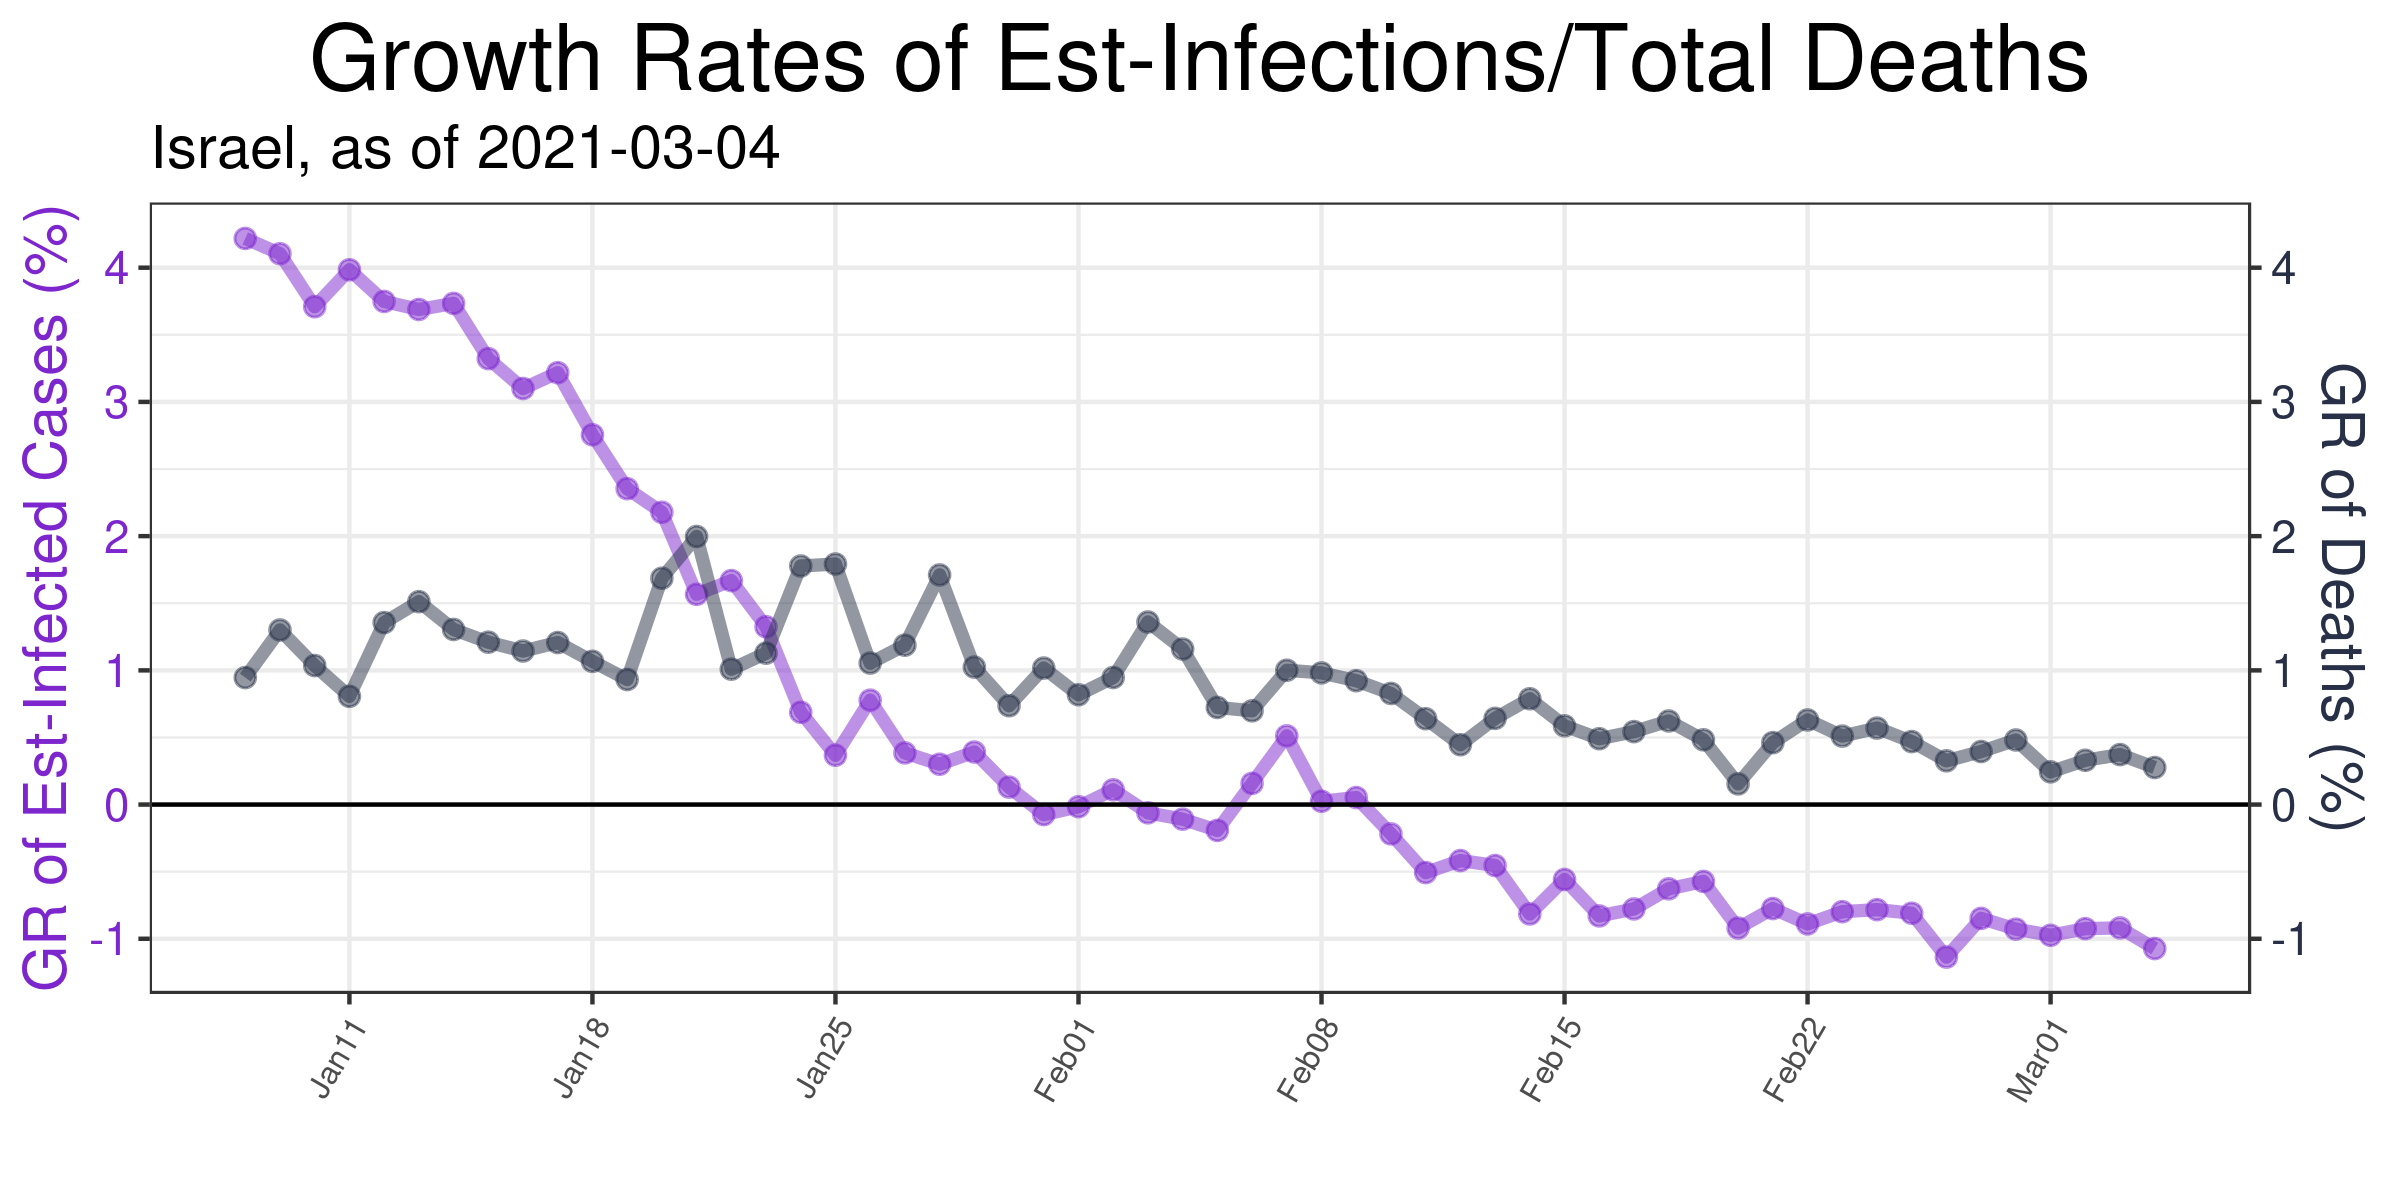 Growth Rates of Est-Infections/Total Deaths
Israel, as of 2021-03-04
GR of Est-Infected Cases (%)
4
3
2
1
0
-1
4
3
2
1
0
-1
GR of Deaths (%)
Jan11
Jan18
Jan25
Feb01
Feb08
Feb15
Feb22
Mar01